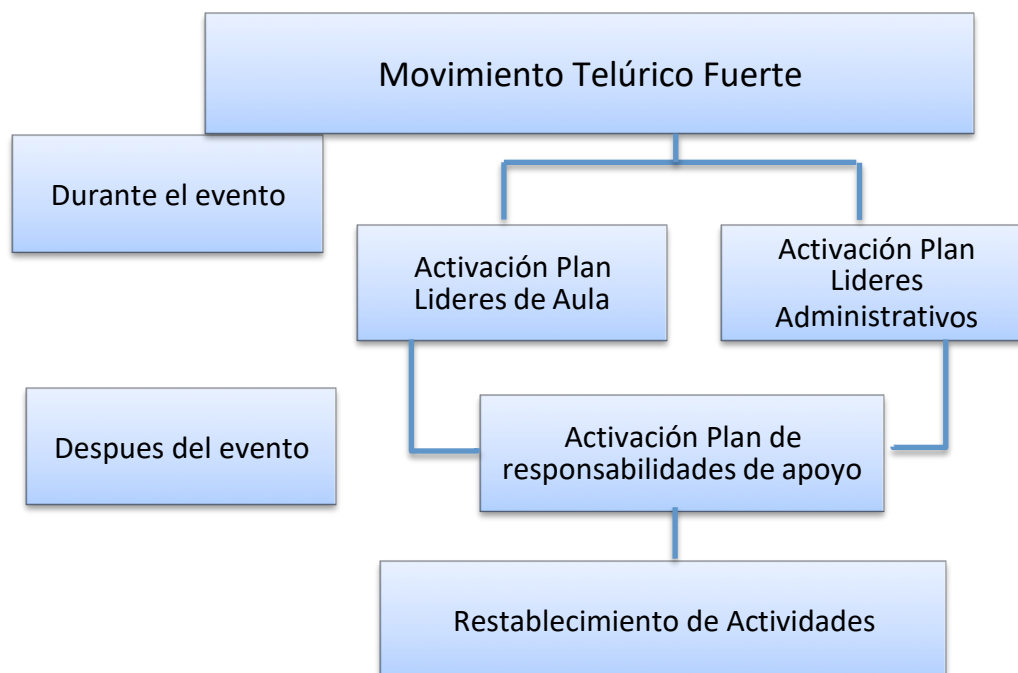 Movimiento Telúrico Fuerte
Durante el evento
Activación Plan
Lideres de Aula
Activación Plan
Lideres
Administrativos
Despues del evento
Activación Plan de
responsabilidades de apoyo
Restablecimiento de Actividades